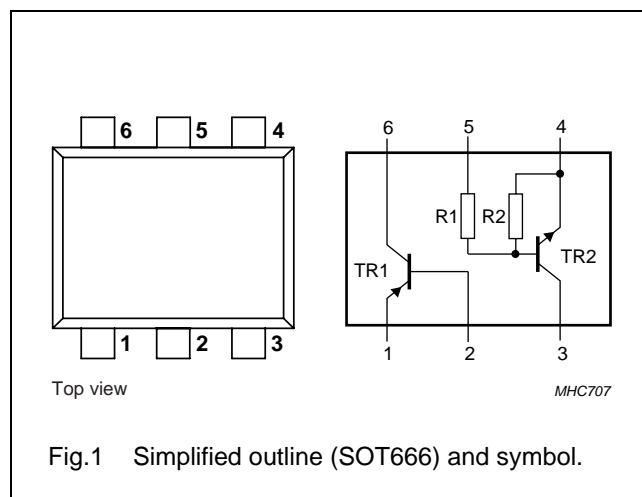 6 5 4
1 2 3
Top view
6 5 4
R1 R2
TR1 TR2
1 2 3
MHC707
Fig.1 Simplified outline (SOT666) and symbol.